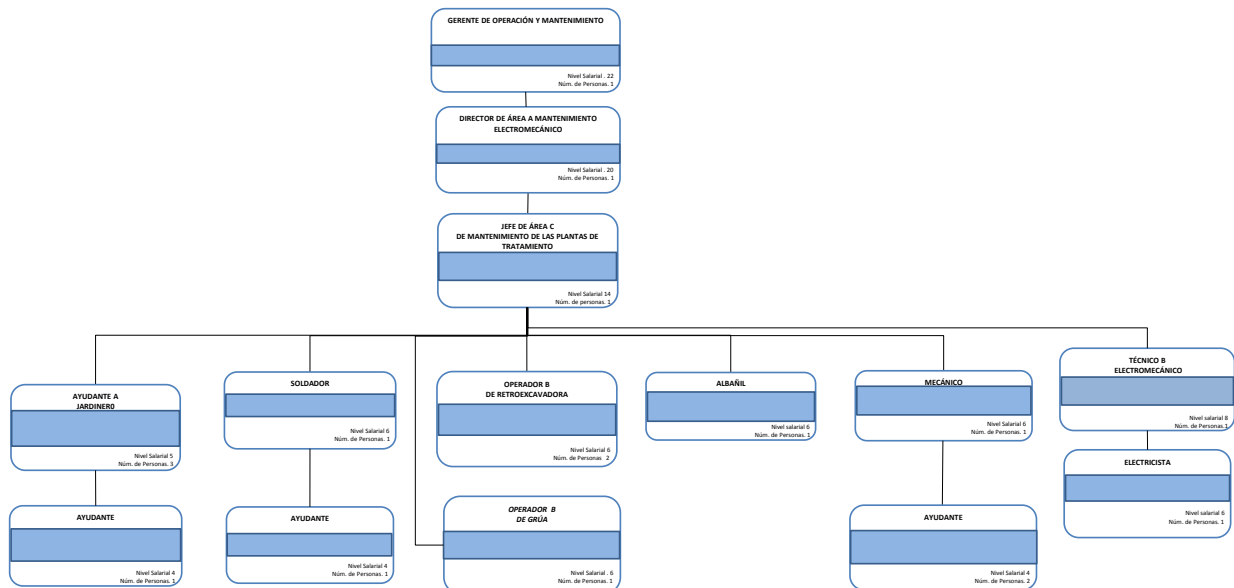 GERENTE DE OPERACIÓN Y MANTENIMIENTO
Nivel Salarial . 22
Núm. de Personas. 1
DIRECTOR DE ÁREA A MANTENIMIENTO
ELECTROMECÁNICO
Nivel Salarial . 20
Núm. de Personas. 1
JEFE DE ÁREA C
DE MANTENIMIENTO DE LAS PLANTAS DE
TRATAMIENTO
Nivel Salarial 14
Núm. de personas. 1
AYUDANTE A
JARDINER0
Nivel Salarial 5
Núm. de Personas. 3
SOLDADOR
Nivel Salarial 6
Núm. de Personas. 1
OPERADOR B
DE RETROEXCAVADORA
Nivel Salarial 6
Núm. de Personas 2
ALBAÑIL
Nivel salarial 6
Núm. de Personas. 1
MECÁNICO
Nivel Salarial 6
Núm. de Personas. 1
TÉCNICO B
ELECTROMECÁNICO
Nivel salarial 8
Núm. de Personas.1
AYUDANTE
Nivel Salarial 4
Núm. de Personas. 1
AYUDANTE
Nivel Salarial 4
Núm. de Personas. 1
OPERADOR B
DE GRÚA
Nivel Salarial . 6
Núm. de Personas. 1
AYUDANTE
Nivel Salarial 4
Núm. de Personas. 2
ELECTRICISTA
Nivel salarial 6
Núm. de Personas. 1